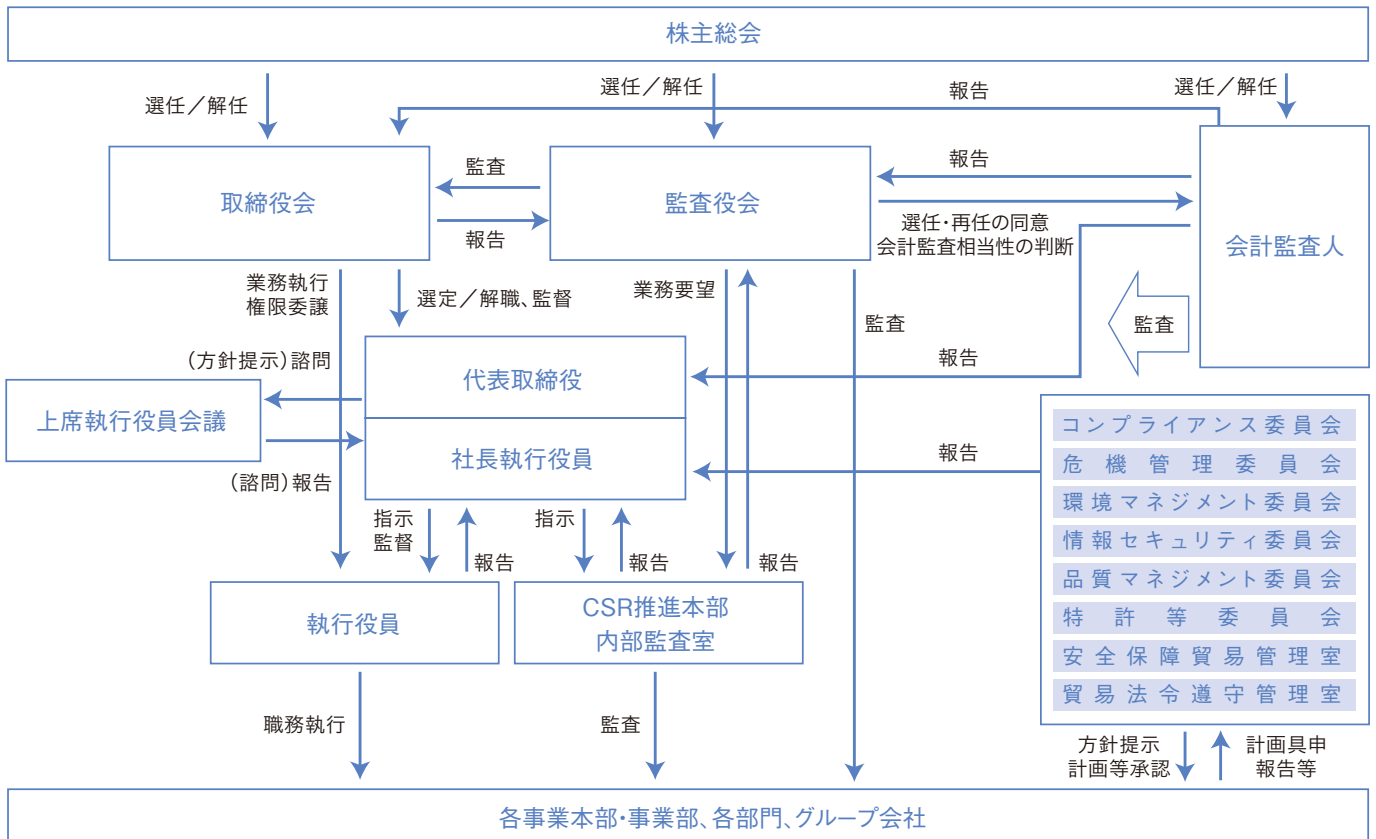 株主総会
選任／解任
選任／解任
報告
選任／解任
取締役会
監査
報告
監査役会
報告
選任・再任の同意
会計監査相当性の判断
会計監査人
業務執行
権限委譲
選定／解職、監督
業務要望
監査
監査
(方針提示)諮問
代表取締役
報告
上席執行役員会議
社長執行役員
(諮問)報告
報告
コンプライアンス委員会
危機管理委員会
環境マネジメント委員会
情報セキュリティ委員会
品質マネジメント委員会
特許等委員会
安全保障貿易管理室
貿易法令遵守管理室
指示
監督
報告
指示
報告
報告
執行役員
CSR推進本部
内部監査室
職務執行
監査
方針提示
計画等承認
計画具申
報告等
各事業本部・事業部、各部門、グループ会社